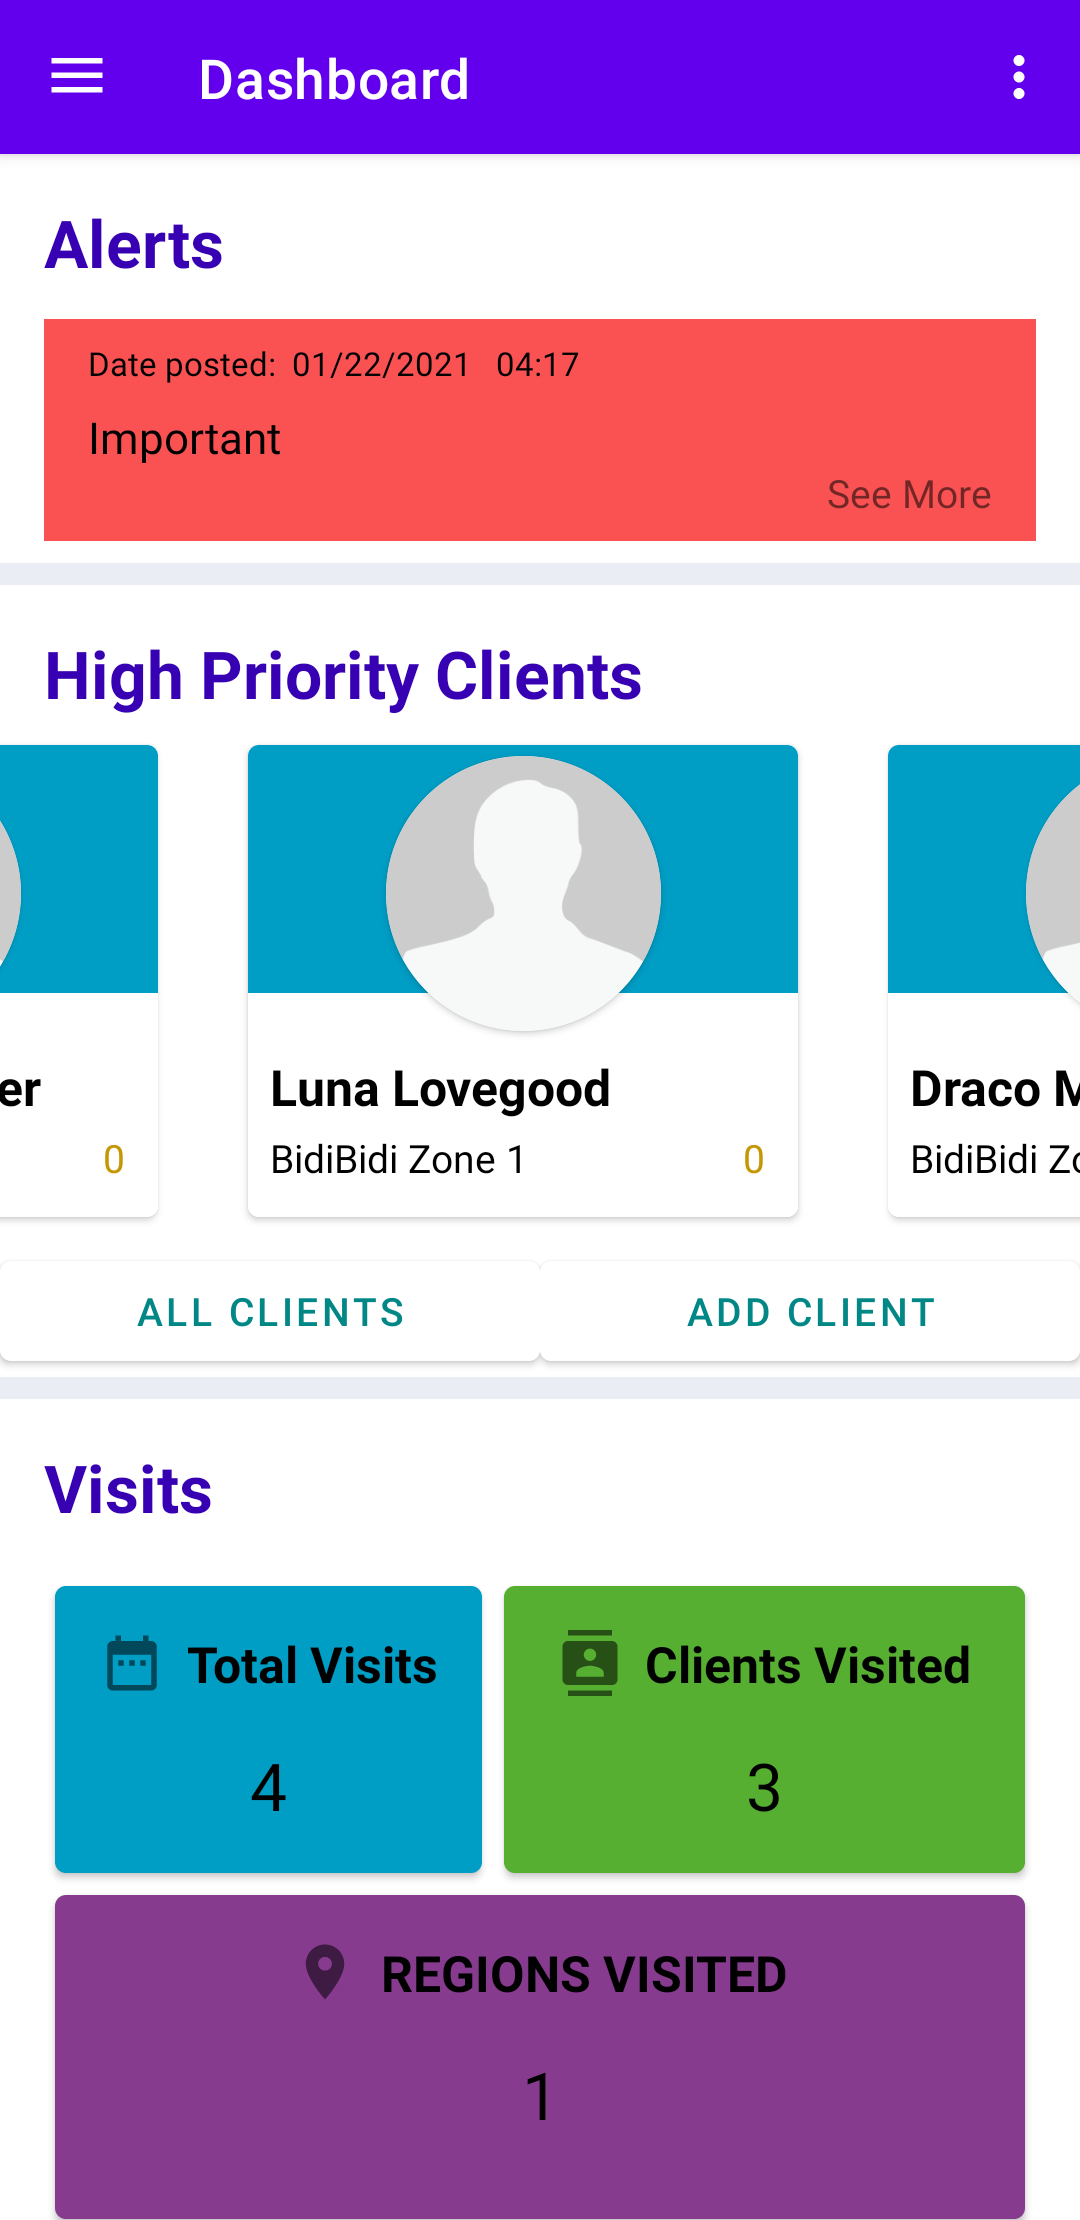 Dashboard
Alerts
Date posted: 01/22/2021 04:17
Important
See More
High Priority Clients
er
0
Luna Lovegood
BidiBidi Zone 1
0
Draco
BidiBidi
ALL CLIENTS
ADD CLIENT
Visits
Total Visits
4
Clients Visited
3
REGIONS VISITED
1